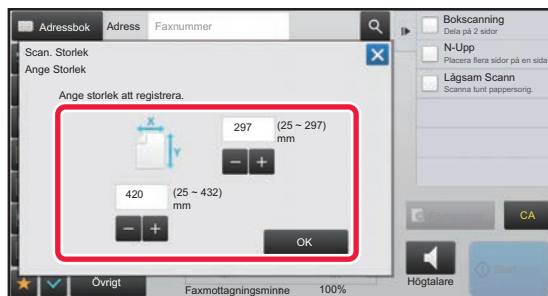 Adressbok
Adress
Faxnummer
Scan. Storlek
Ange Storlek
Ange storlek att registrera.
X
Y
297
(25 ~ 297)
mm
420
(25 ~ 432)
mm
OK
Bokscanning
Dela på 2 sidor
N-Upp
Placera flera sidor på en sida
Lågsam Scann
Scanna tunt pappersorig.
CA
Högtalare
Start
Övrigt
Faxmottagningsminne
100%